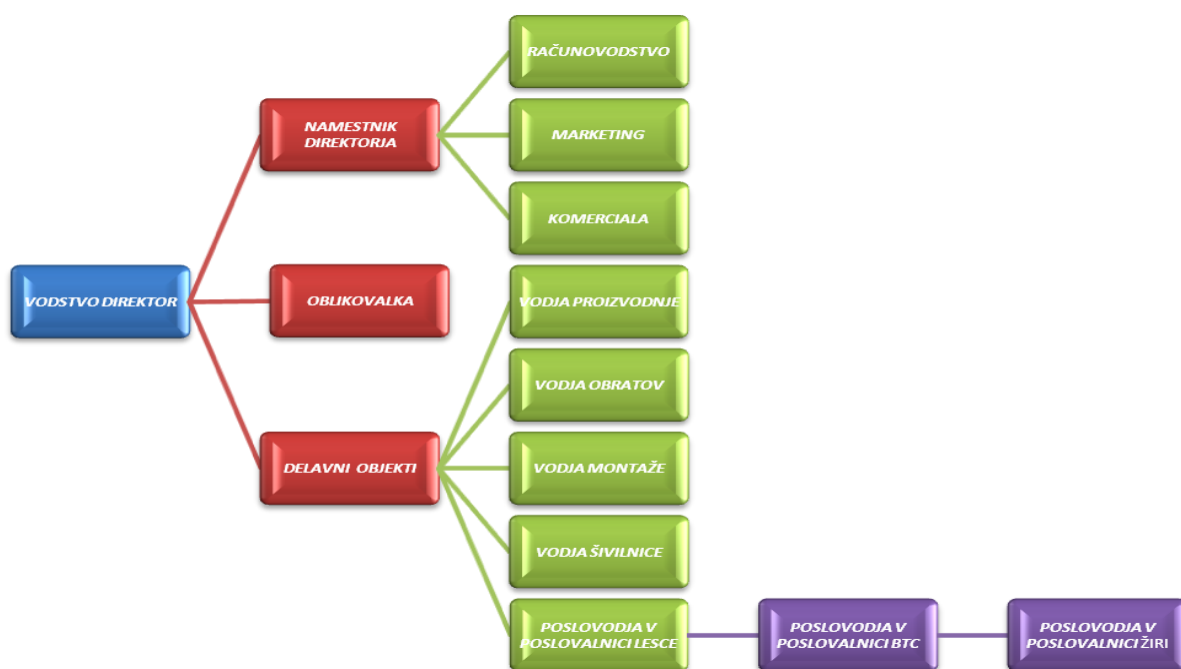 RAČUNOVODSTVO
NAMESTNIK
DIREKTORJA
MARKETING
KOMERCIALA
VODSTVO DIREKTOR
OBLIKOVALKA
VODJA PROIZVODNJE
VODJA OBRATOV
DELAVNI OBJEKTI
VODJA MONTAŽE
VODJA ŠIVILNICE
POSLOVODJA V
POSLOVALNICI LESCE
POSLOVODJA V
POSLOVALNICI BTC
POSLOVODJA V
POSLOVALNICI ŽIRI